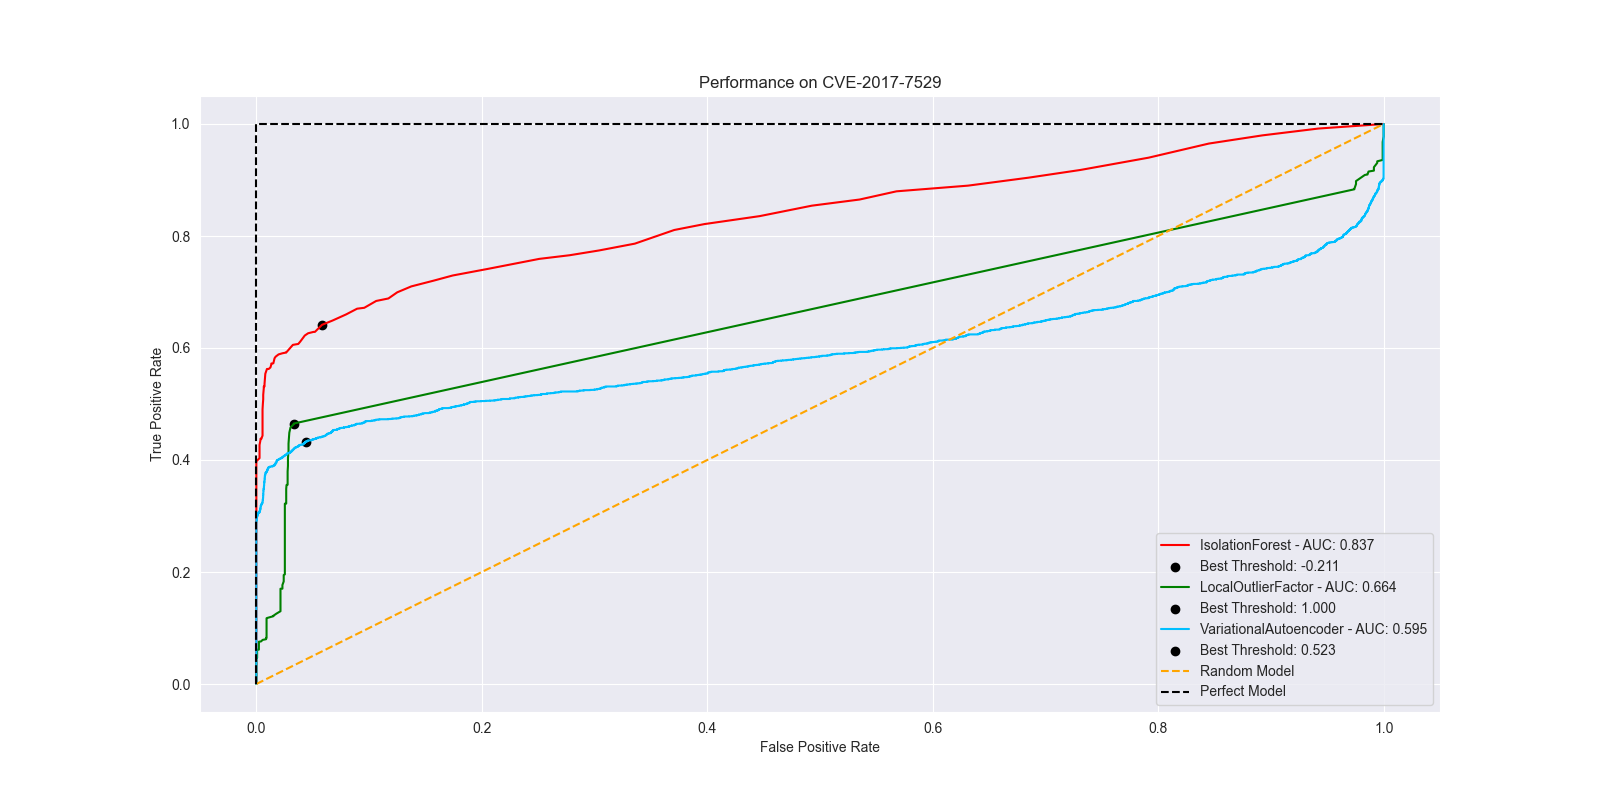 Performance on CVE-2017-7529
True Positive Rate
1.0
0.8
0.6
0.4
0.2
0.0
0.0 0.2 0.4 0.6 0.8 1.0
False Positive Rate
IsolationForest - AUC: 0.837
Best Threshold: -0.211
LocalOutlierFactor - AUC: 0.664
Best Threshold: 1.000
VariationalAutoencoder - AUC: 0.595
Best Threshold: 0.523
Random Model
Perfect Model